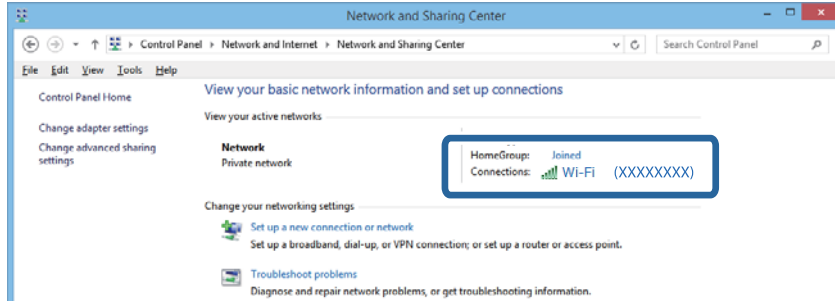 Network and Sharing Center
Control Panel ▸ Network and Internet ▸ Network and Sharing Center
Search Control Panel
File Edit View Tools Help
Control Panel Home
Change adapter settings
Change advanced sharing
settings
View your basic network information and set up connections
View your active networks
Network
Private network
HomeGroup: Joined
Connections: Wi-Fi (XXXXXXXX)
Change your networking settings
Set up a new connection or network
Set up a broadband, dial-up, or VPN connection; or set up a router or access point.
Troubleshoot problems
Diagnose and repair network problems, or get troubleshooting information.